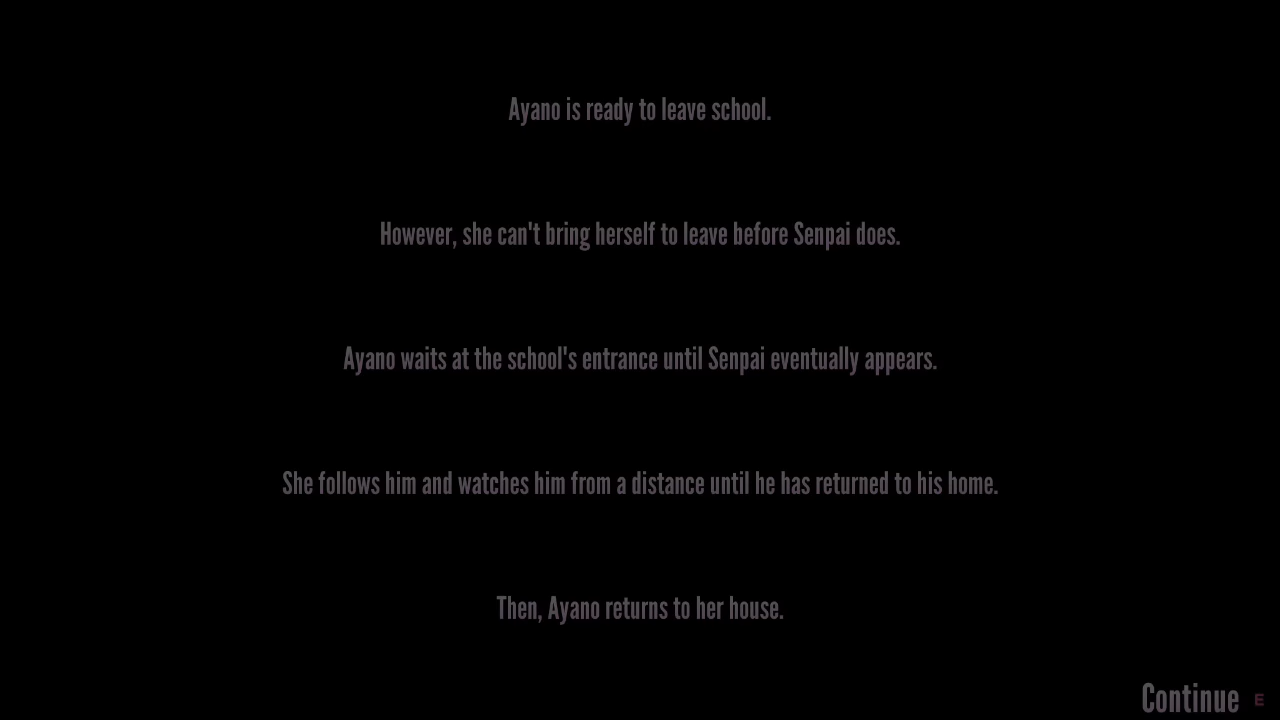 Ayano is ready to leave school.
However, she can't bring herself to leave before Senpai does.
Ayano waits at the school's entrance until Senpai eventually appears.
She follows him and watches him from a distance until he has returned to his home.
Then, Ayano returns to her house.
Continue E